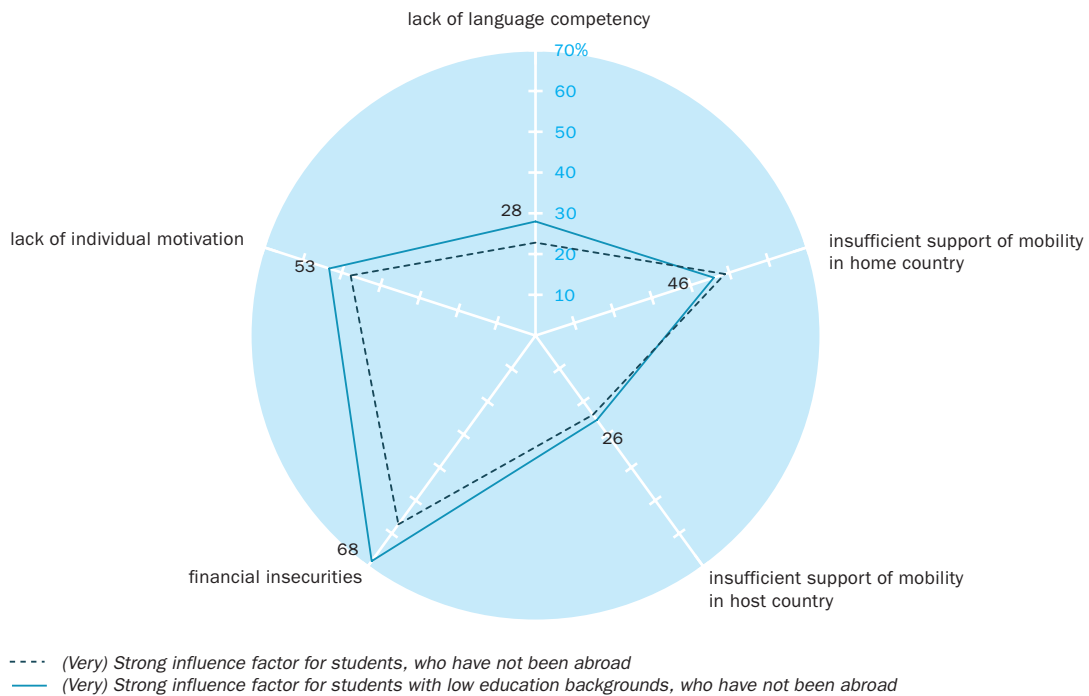 lack of language competency
70%
60
50
40
30
20
10
28
lack of individual motivation
53
insufficient support of mobility
in home country
46
26
68
financial insecurities
insufficient support of mobility
in host country
(Very) Strong influence factor for students, who have not been abroad
(Very) Strong influence factor for students with low education backgrounds, who have not been abroad